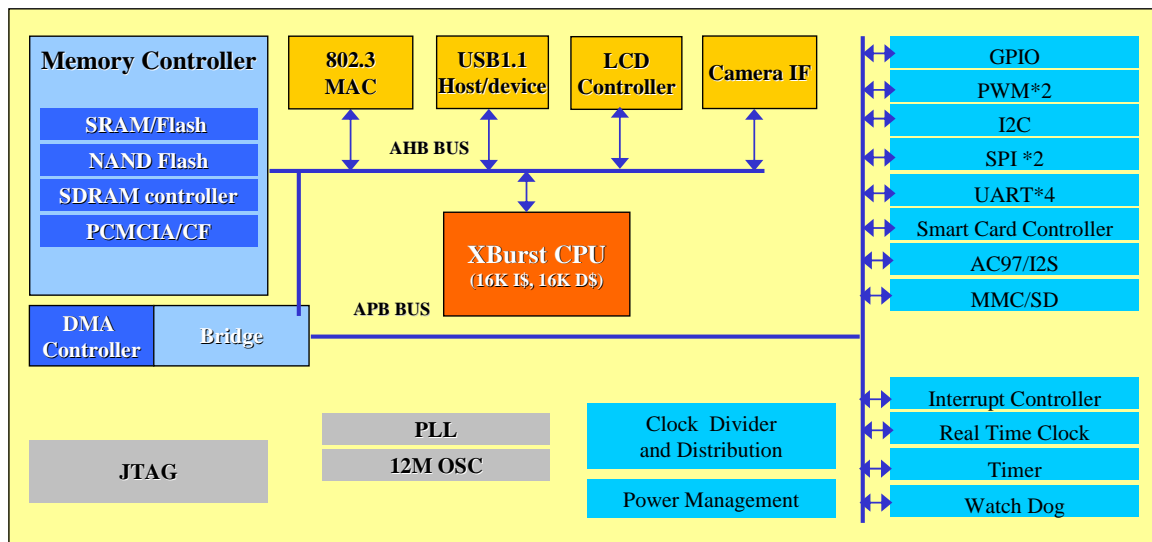 Memory Controller
SRAM/Flash
NAND Flash
SDRAM controller
PCMCIA/CF
802.3
MAC
USB1.1
Host/device
LCD
Controller
Camera IF
AHB BUS
XBurst CPU
(16K I$, 16K D$)
APB BUS
DMA
Controller
Bridge
GPIO
PWM*2
I2C
SPI *2
UART*4
Smart Card Controller
AC97/I2S
MMC/SD
Interrupt Controller
Real Time Clock
Timer
Watch Dog
JTAG
PLL
12M OSC
Clock Divider
and Distribution
Power Management